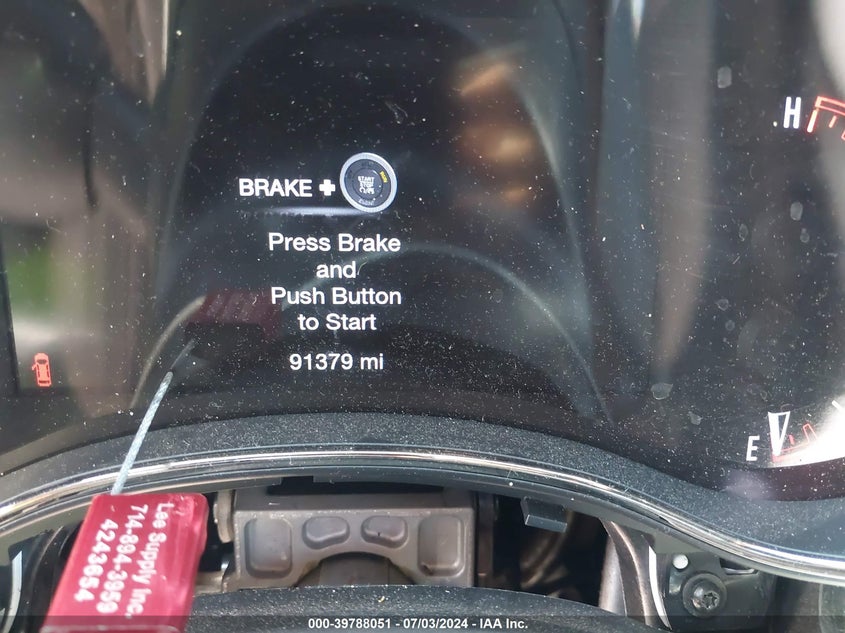 H
BRAKE + START STOP
Press Brake
and
Push Button
to Start
91379 mi
E
Lee Supply Inc.
714-894-3959
4243654
000-39788051 - 07/03/2024 - IAA Inc.